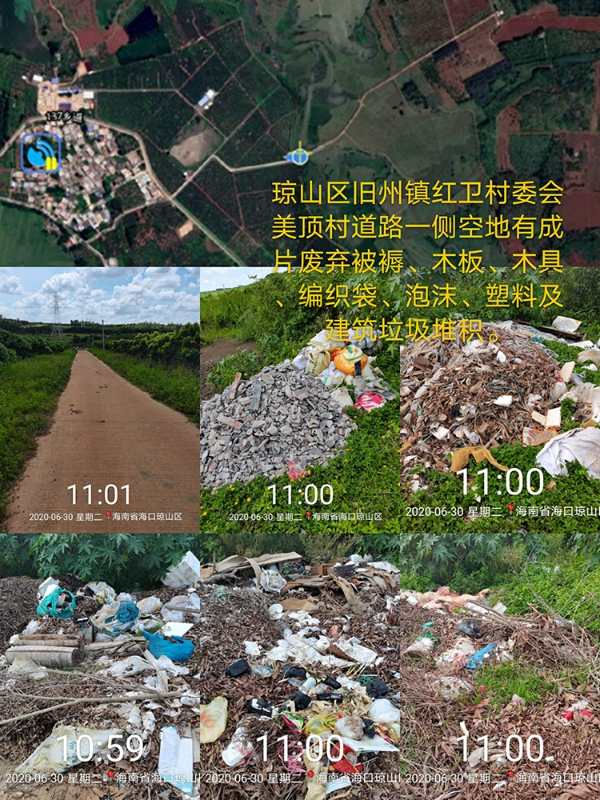 137乡道
琼山区旧州镇红卫村委会
美顶村道路一侧空地有成
片废弃被褥、木板、木具
、编织袋、泡沫、塑料及
建筑垃圾堆积。
11:01
2020-06-30 星期二 海南省海口琼山区
11:00
2020-06-30 星期二 海南省海口琼山区
11:00
2020-06-30 星期二 海南省海口琼山
10:59
2020-06-30 星期二 海南省海口琼山
11:00
2020-06-30 星期二 海南省海口琼山
11:00
2020-06-30 星期二 海南省海口琼山